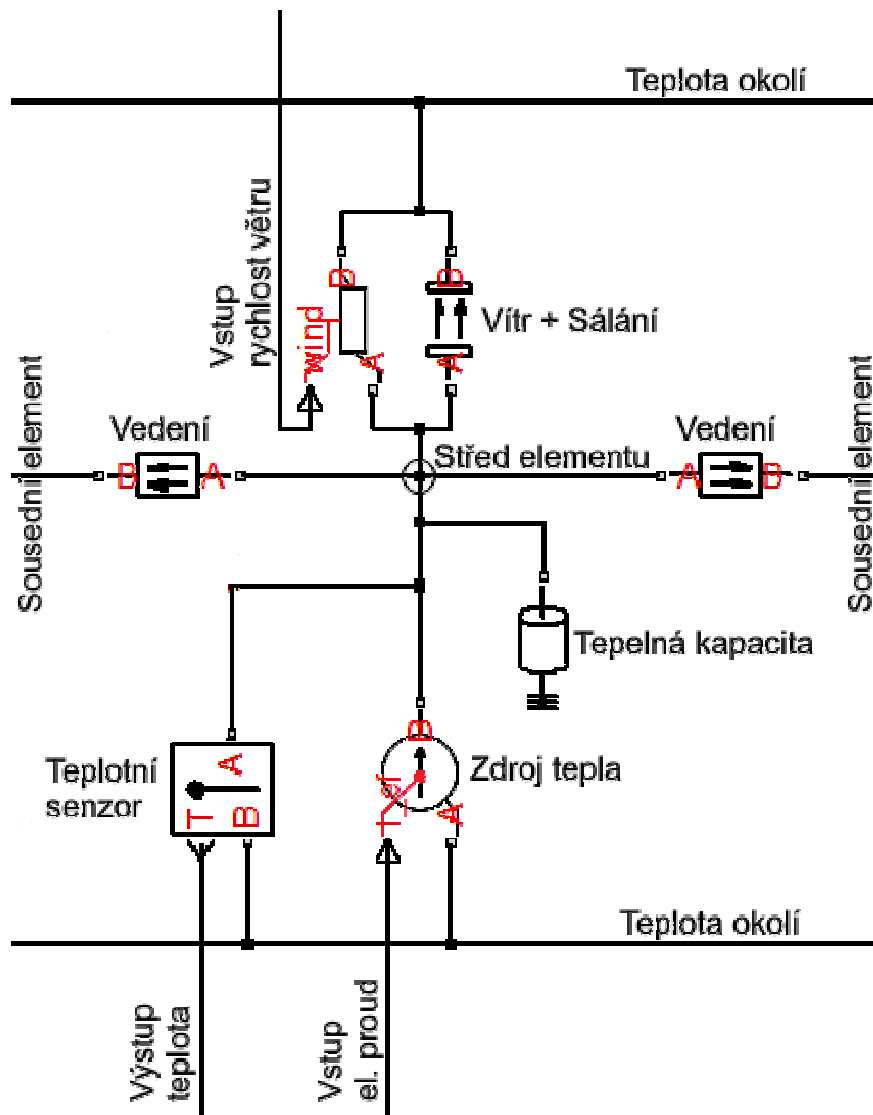 Teplota okolí
Vstup
rychlost větru
B
B
wind
Vítr + Sálání
A
A
Sousední element
Vedení
B
A
Střed elementu
Vedení
A
B
Sousední element
Tepelná kapacita
Teplotní
senzor
A
T
B
B
Zdroj tepla
A
Teplota okolí
Výstup
teplota
Vstup
el. proud